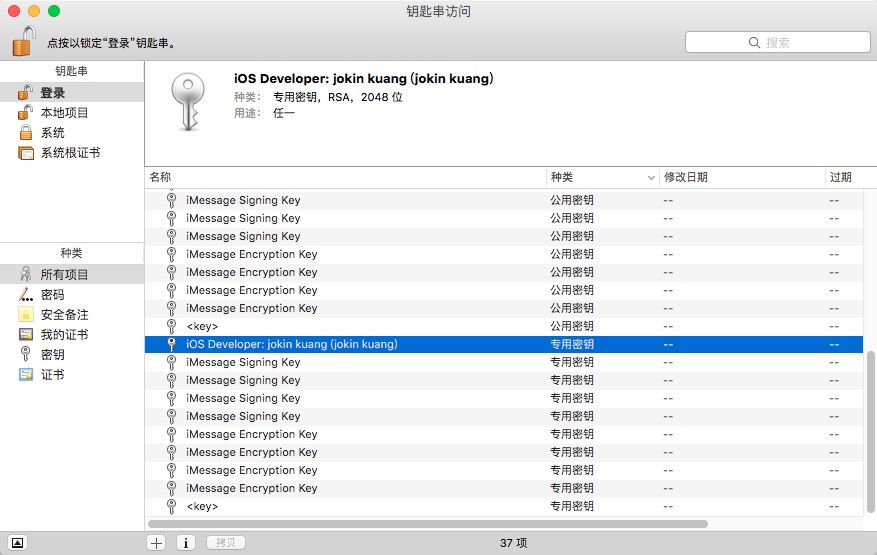 钥匙串访问
点按以锁定“登录”钥匙串。
搜索
钥匙串
登录
本地项目
系统
系统根证书
种类
所有项目
密码
安全备注
我的证书
密钥
证书
iOS Developer: jokin kuang (jokin kuang)
种类： 专用密钥，RSA，2048 位
用途： 任一
名称 种类 修改日期 过期
iMessage Signing Key 公用密钥 -- --
iMessage Signing Key 公用密钥 -- --
iMessage Signing Key 公用密钥 -- --
iMessage Encryption Key 公用密钥 -- --
iMessage Encryption Key 公用密钥 -- --
iMessage Encryption Key 公用密钥 -- --
iMessage Encryption Key 公用密钥 -- --
<key> 公用密钥 -- --
iOS Developer: jokin kuang (jokin kuang) 专用密钥 -- --
iMessage Signing Key 专用密钥 -- --
iMessage Signing Key 专用密钥 -- --
iMessage Signing Key 专用密钥 -- --
iMessage Signing Key 专用密钥 -- --
iMessage Encryption Key 专用密钥 -- --
iMessage Encryption Key 专用密钥 -- --
iMessage Encryption Key 专用密钥 -- --
iMessage Encryption Key 专用密钥 -- --
<key> 专用密钥 -- --
拷贝
37 项